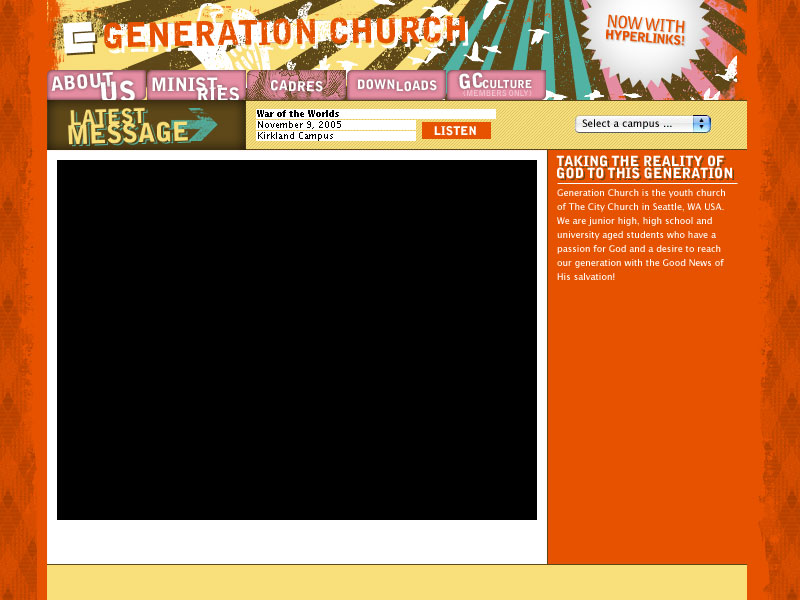 GENERATION CHURCH
NOW WITH
HYPERLINKS!
ABOUT US
MINISTRIES
CADRES
DOWNLOADS
GC CULTURE
(MEMBERS ONLY)
LATEST
MESSAGE
War of the Worlds
November 9, 2005
Kirkland Campus
LISTEN
Select a campus ...
TAKING THE REALITY OF
GOD TO THIS GENERATION
Generation Church is the youth church
of The City Church in Seattle, WA USA.
We are junior high, high school and
university aged students who have a
passion for God and a desire to reach
our generation with the Good News of
His salvation!